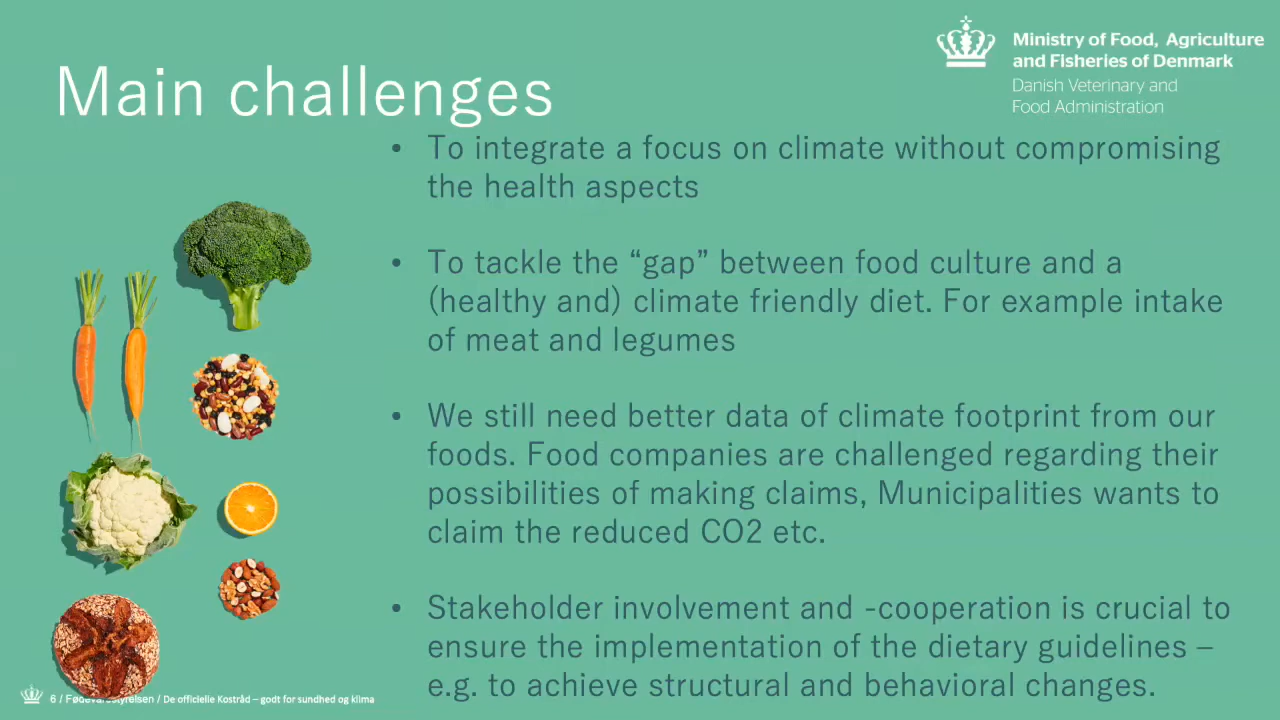 Ministry of Food, Agriculture
and Fisheries of Denmark
Danish Veterinary and
Food Administration
Main challenges
• To integrate a focus on climate without compromising
the health aspects
• To tackle the “gap” between food culture and a
(healthy and) climate friendly diet. For example intake
of meat and legumes
• We still need better data of climate footprint from our
foods. Food companies are challenged regarding their
possibilities of making claims, Municipalities wants to
claim the reduced CO2 etc.
• Stakeholder involvement and -cooperation is crucial to
ensure the implementation of the dietary guidelines –
e.g. to achieve structural and behavioral changes.
6 / Fødevarestyrelsen / De officielle Kostråd – godt for sundhed og klima